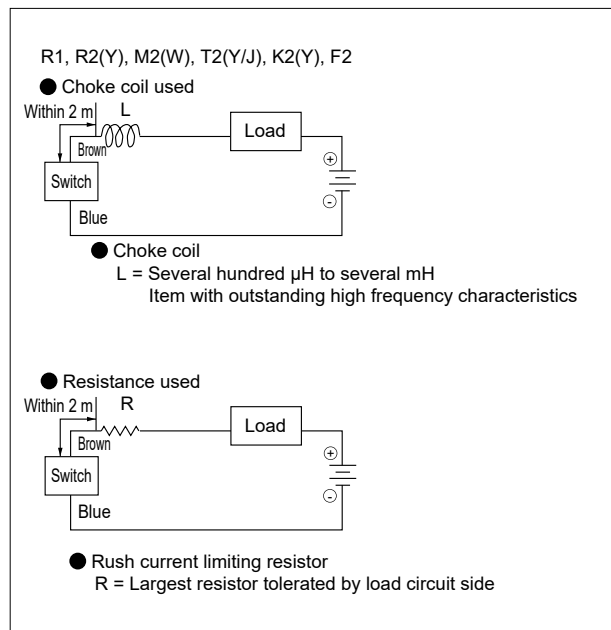 R1, R2(Y), M2(W), T2(Y/J), K2(Y), F2
● Choke coil used
Within 2 m
L
Load
Brown
Switch
+
-
Blue
● Choke coil
L = Several hundred μH to several mH
Item with outstanding high frequency characteristics
● Resistance used
Within 2 m
R
Load
Brown
Switch
+
-
Blue
● Rush current limiting resistor
R = Largest resistor tolerated by load circuit side